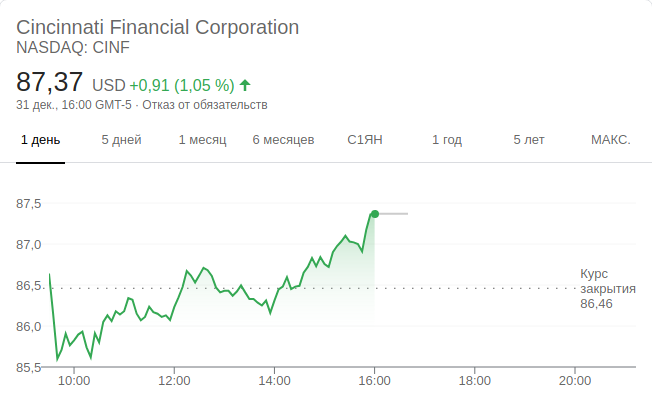 Cincinnati Financial Corporation
NASDAQ: CINF
87,37 USD +0,91 (1,05 %)
31 дек., 16:00 GMT-5 · Отказ от обязательств
1 день 5 дней 1 месяц 6 месяцев С1ЯН 1 год 5 лет МАКС.
87,5
87,0
86,5
86,0
85,5
Курс
закрытия
86,46
10:00 12:00 14:00 16:00 18:00 20:00